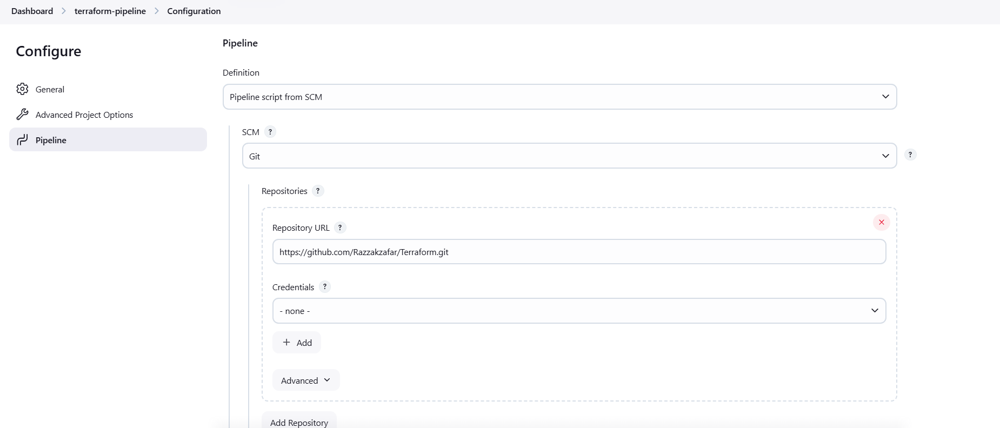 Dashboard > terraform-pipeline > Configuration
Configure
General
Advanced Project Options
Pipeline
Pipeline
Definition
Pipeline script from SCM
SCM ?
Git
?
Repositories ?
Repository URL ?
https://github.com/Razzakzafar/Terraform.git
Credentials ?
- none -
+ Add
Advanced
Add Repository